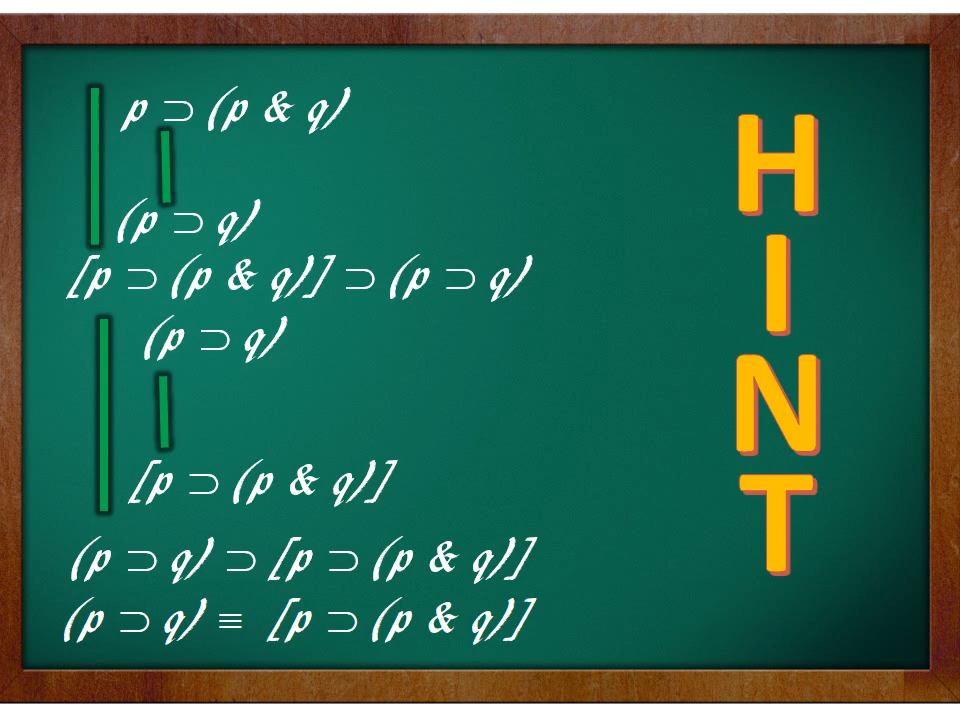 p ⊃ (p & q)
(p ⊃ q)
[p ⊃ (p & q)] ⊃ (p ⊃ q)
(p ⊃ q)
[p ⊃ (p & q)]
(p ⊃ q) ⊃ [p ⊃ (p & q)]
(p ⊃ q) ≡ [p ⊃ (p & q)]
HINT